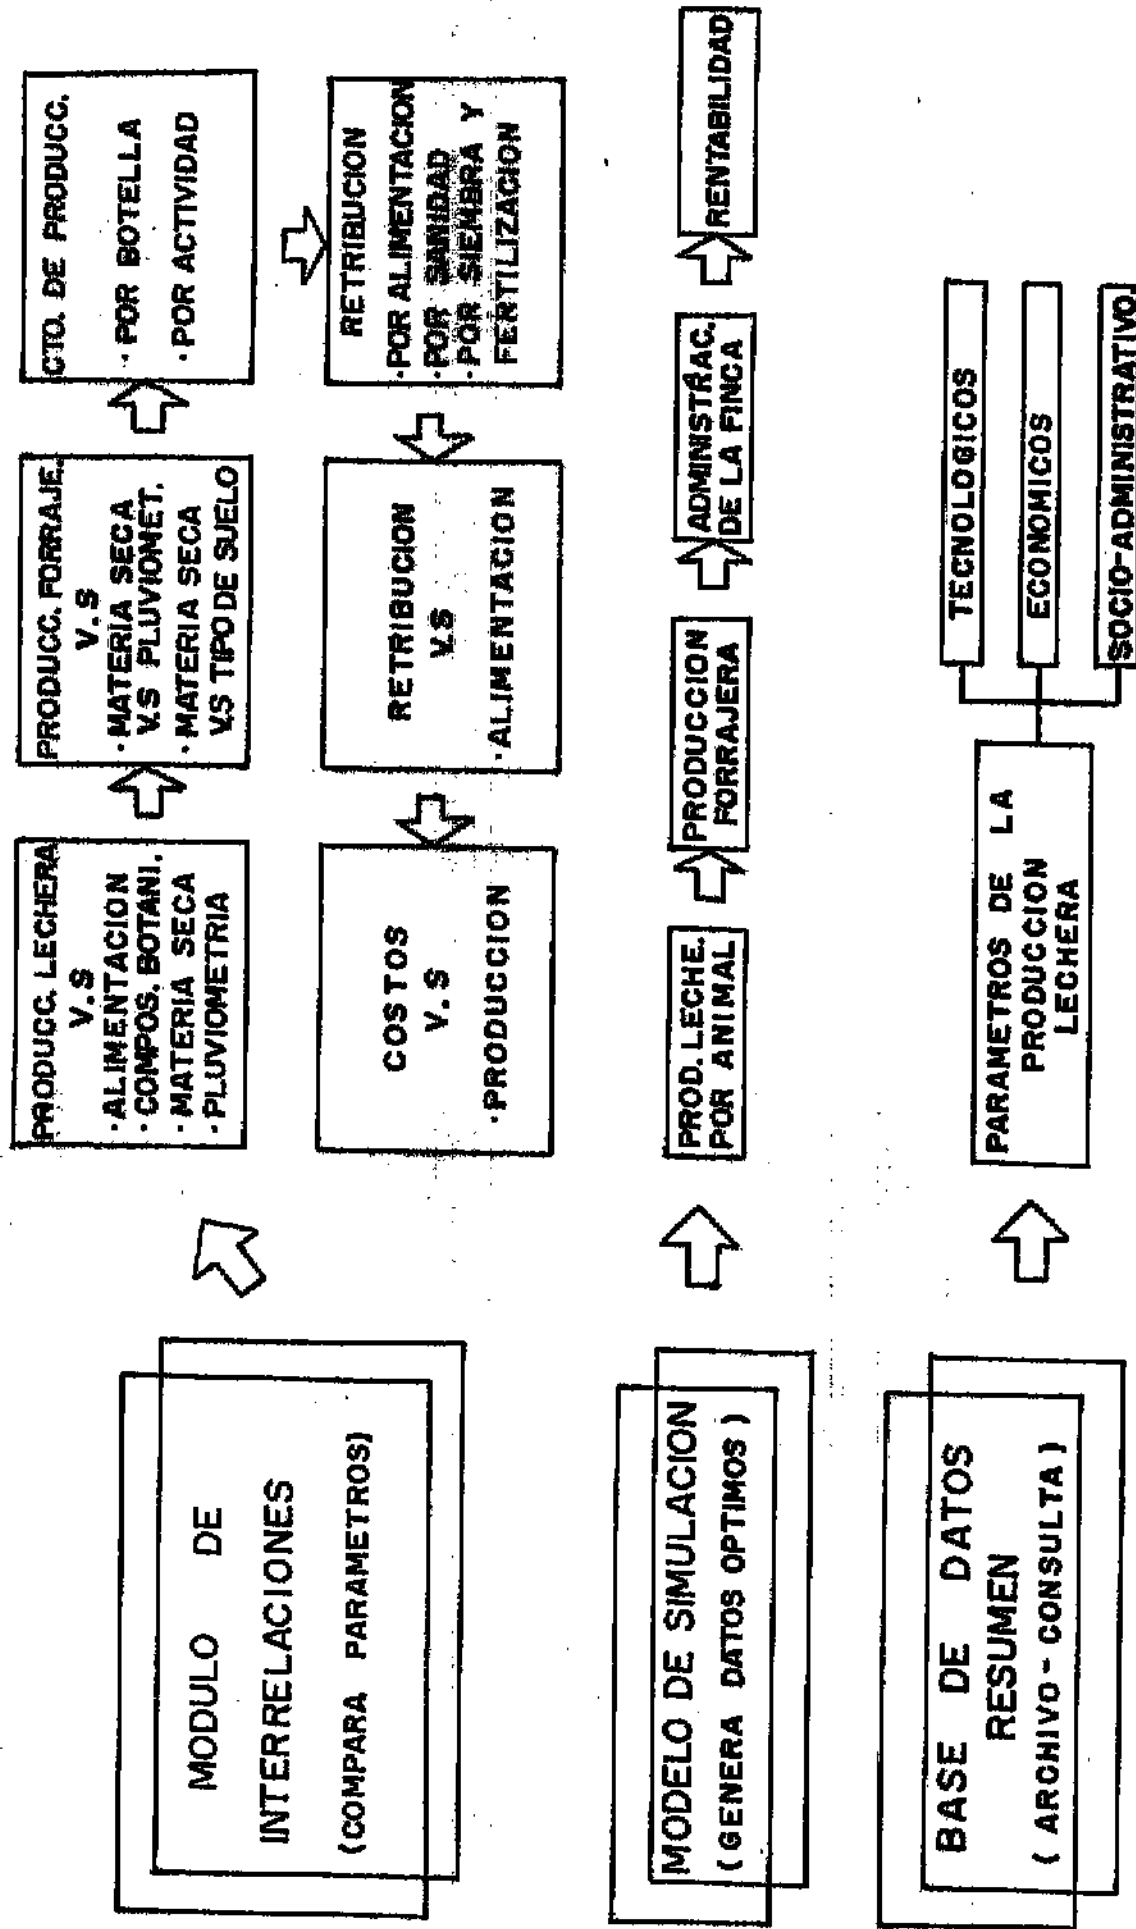 MODULO DE
INTERRELACIONES
(COMPARA PARAMETROS)
PRODUCC. LECHERA
V.S
·ALIMENTACION
·COMPOS. BOTANI.
·MATERIA SECA
·PLUVIOMETRIA
PRODUCC. FORRAJE.
V.S
·MATERIA SECA
V.S PLUVIOMET.
·MATERIA SECA
V.S TIPO DE SUELO
CTO. DE PRODUCC.
·POR BOTELLA
·POR ACTIVIDAD
RETRIBUCION
·POR ALIMENTACION
·POR SANIDAD
·POR SIEMBRA Y
FERTILIZACION
RETRIBUCION
V.S
·ALIMENTACION
COSTOS
V.S
·PRODUCCION
MODELO DE SIMULACION
(GENERA DATOS OPTIMOS)
PROD. LECHE.
POR ANIMAL
PRODUCCION
FORRAJERA
ADMINISTRAC.
DE LA FINCA
RENTABILIDAD
BASE DE DATOS
RESUMEN
(ARCHIVO-CONSULTA)
PARAMETROS DE LA
PRODUCCION
LECHERA
TECNOLOGICOS
ECONOMICOS
SOCIO-ADMINISTRATIVO